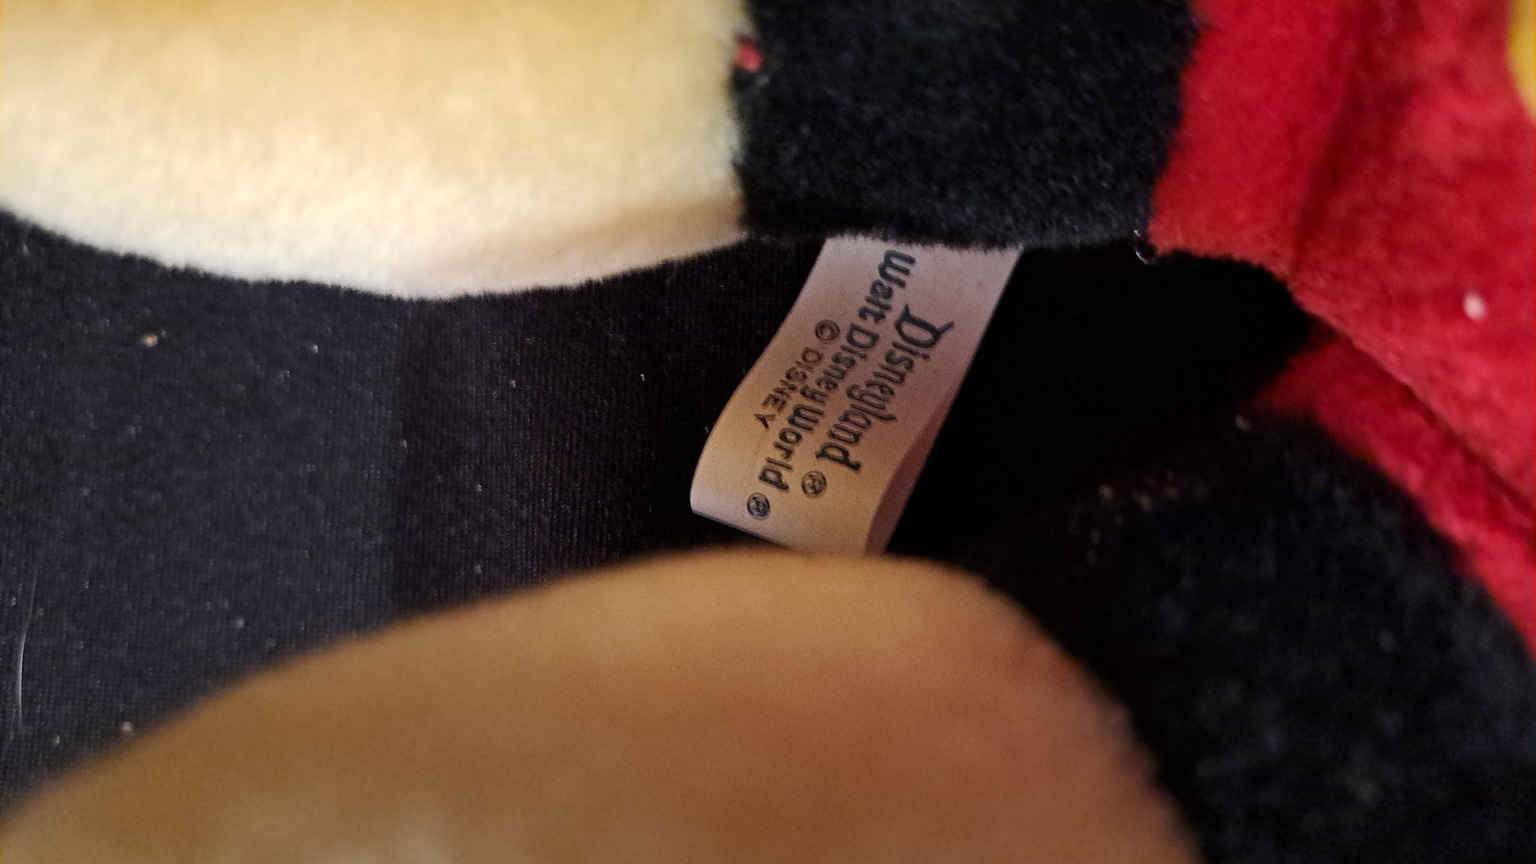 Disneyland ®
Walt Disney World ®
© DISNEY